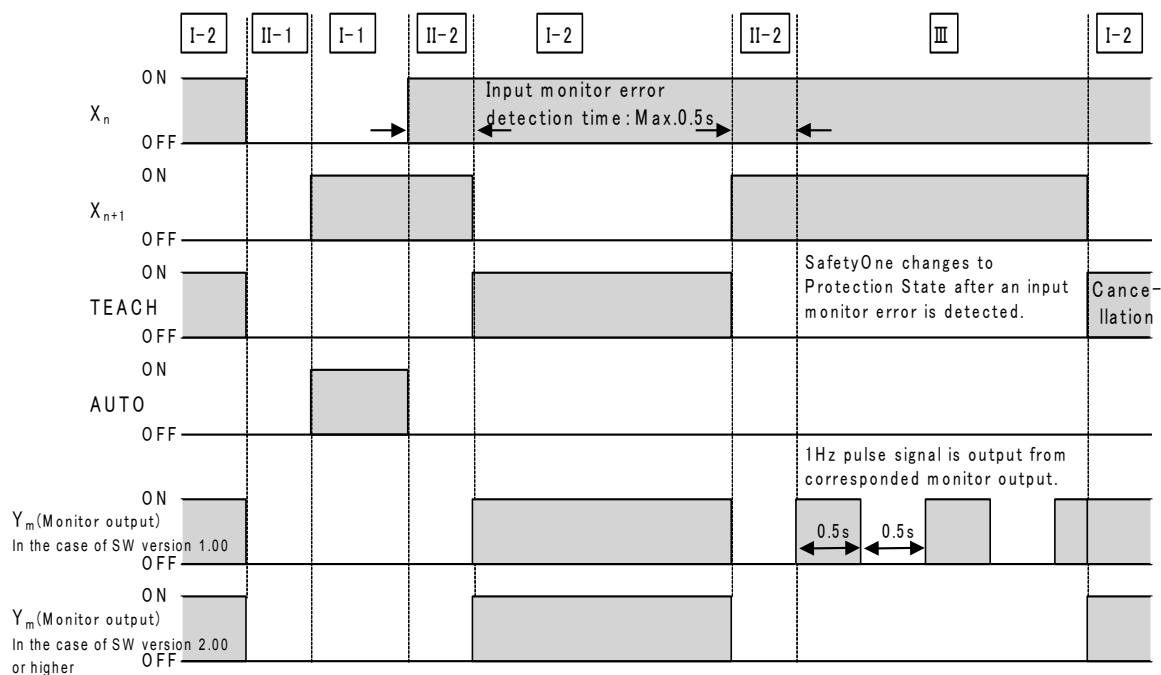 I-2 II-1 I-1 II-2 I-2 II-2 Ⅲ I-2
ON
Xn
OFF
Input monitor error
detection time: Max.0.5s
ON
Xn+1
OFF
ON
TEACH
OFF
SafetyOne changes to
Protection State after an input
monitor error is detected.
Cance-
llation
ON
AUTO
OFF
1Hz pulse signal is output from
corresponded monitor output.
ON
Ym(Monitor output)
In the case of SW version 1.00
OFF
0.5s 0.5s
ON
Ym(Monitor output)
In the case of SW version 2.00
or higher
OFF